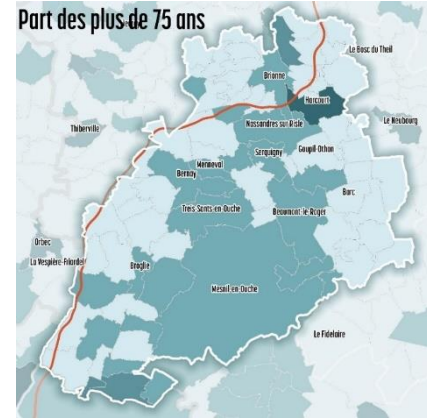 Part des plus de 75 ans
Le Bosc du Theil
Brionne
Harcourt
Le Neubourg
Thiberville
Nassandres sur Risle
Serquigny
Goupil-Othon
Menneval
Bernay
Barc
Trois Sants-en-Ouche
Beaumont-le-Roger
Orbec
La Vespière-Friardel
Broglie
Mesnil-en-Ouche
Le Fidelaire